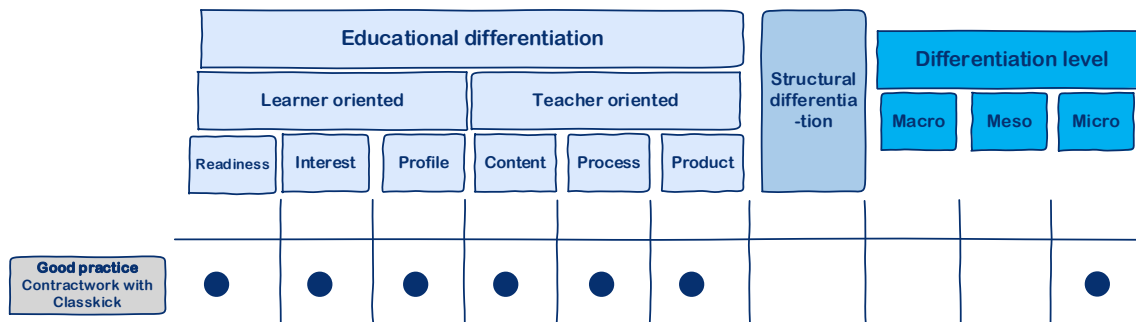 Educational differentiation
Learner oriented
Teacher oriented
Readiness
Interest
Profile
Content
Process
Product
Structural
differentia
-tion
Differentiation level
Macro
Meso
Micro
Good practice
Contractwork with
Classkick